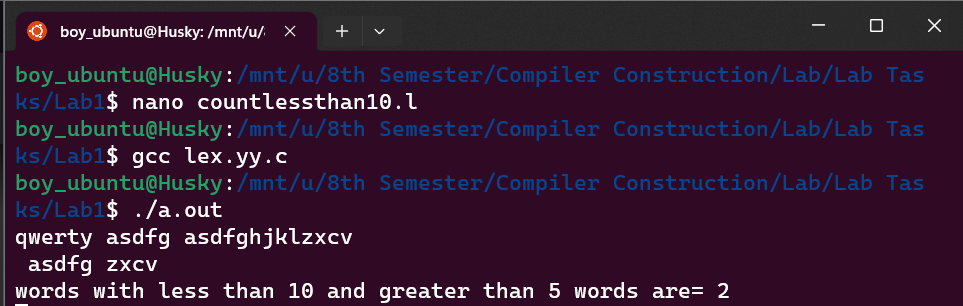 boy_ubuntu@Husky: /mnt/u/
boy_ubuntu@Husky:/mnt/u/8th Semester/Compiler Construction/Lab/Lab Tas
ks/Lab1$ nano countlessthan10.l
boy_ubuntu@Husky:/mnt/u/8th Semester/Compiler Construction/Lab/Lab Tas
ks/Lab1$ gcc lex.yy.c
boy_ubuntu@Husky:/mnt/u/8th Semester/Compiler Construction/Lab/Lab Tas
ks/Lab1$ ./a.out
qwerty asdfg asdfghjklzxcv
 asdfg zxcv
words with less than 10 and greater than 5 words are= 2